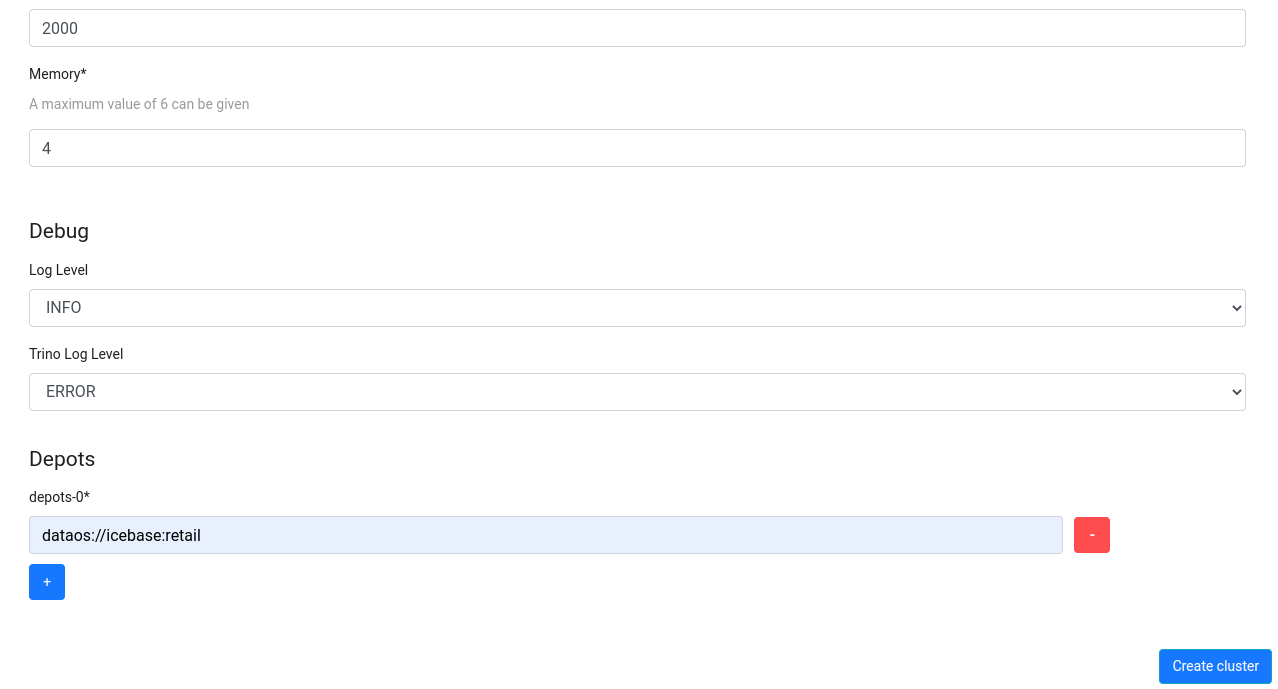 2000
Memory*
A maximum value of 6 can be given
4
Debug
Log Level
INFO
Trino Log Level
ERROR
Depots
depots-0*
dataos://icebase:retail
-
+
Create cluster